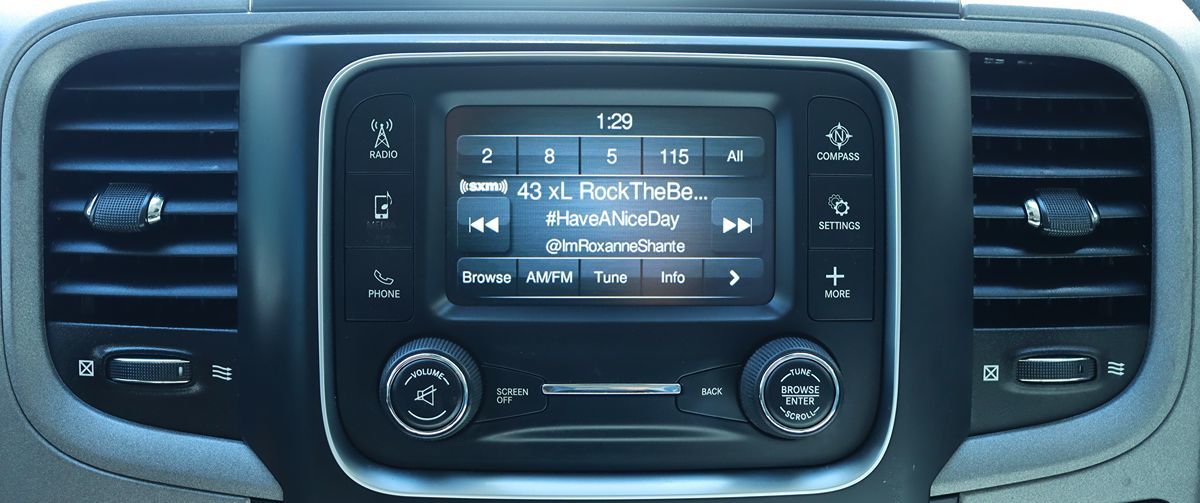 1:29
2 8 5 115 All
((sxm)) 43 xL RockTheBe...
#HaveANiceDay
@ImRoxanneShante
Browse AM/FM Tune Info
RADIO
MEDIA
PHONE
COMPASS
SETTINGS
MORE
VOLUME
SCREEN
OFF
BACK
TUNE
BROWSE
ENTER
SCROLL